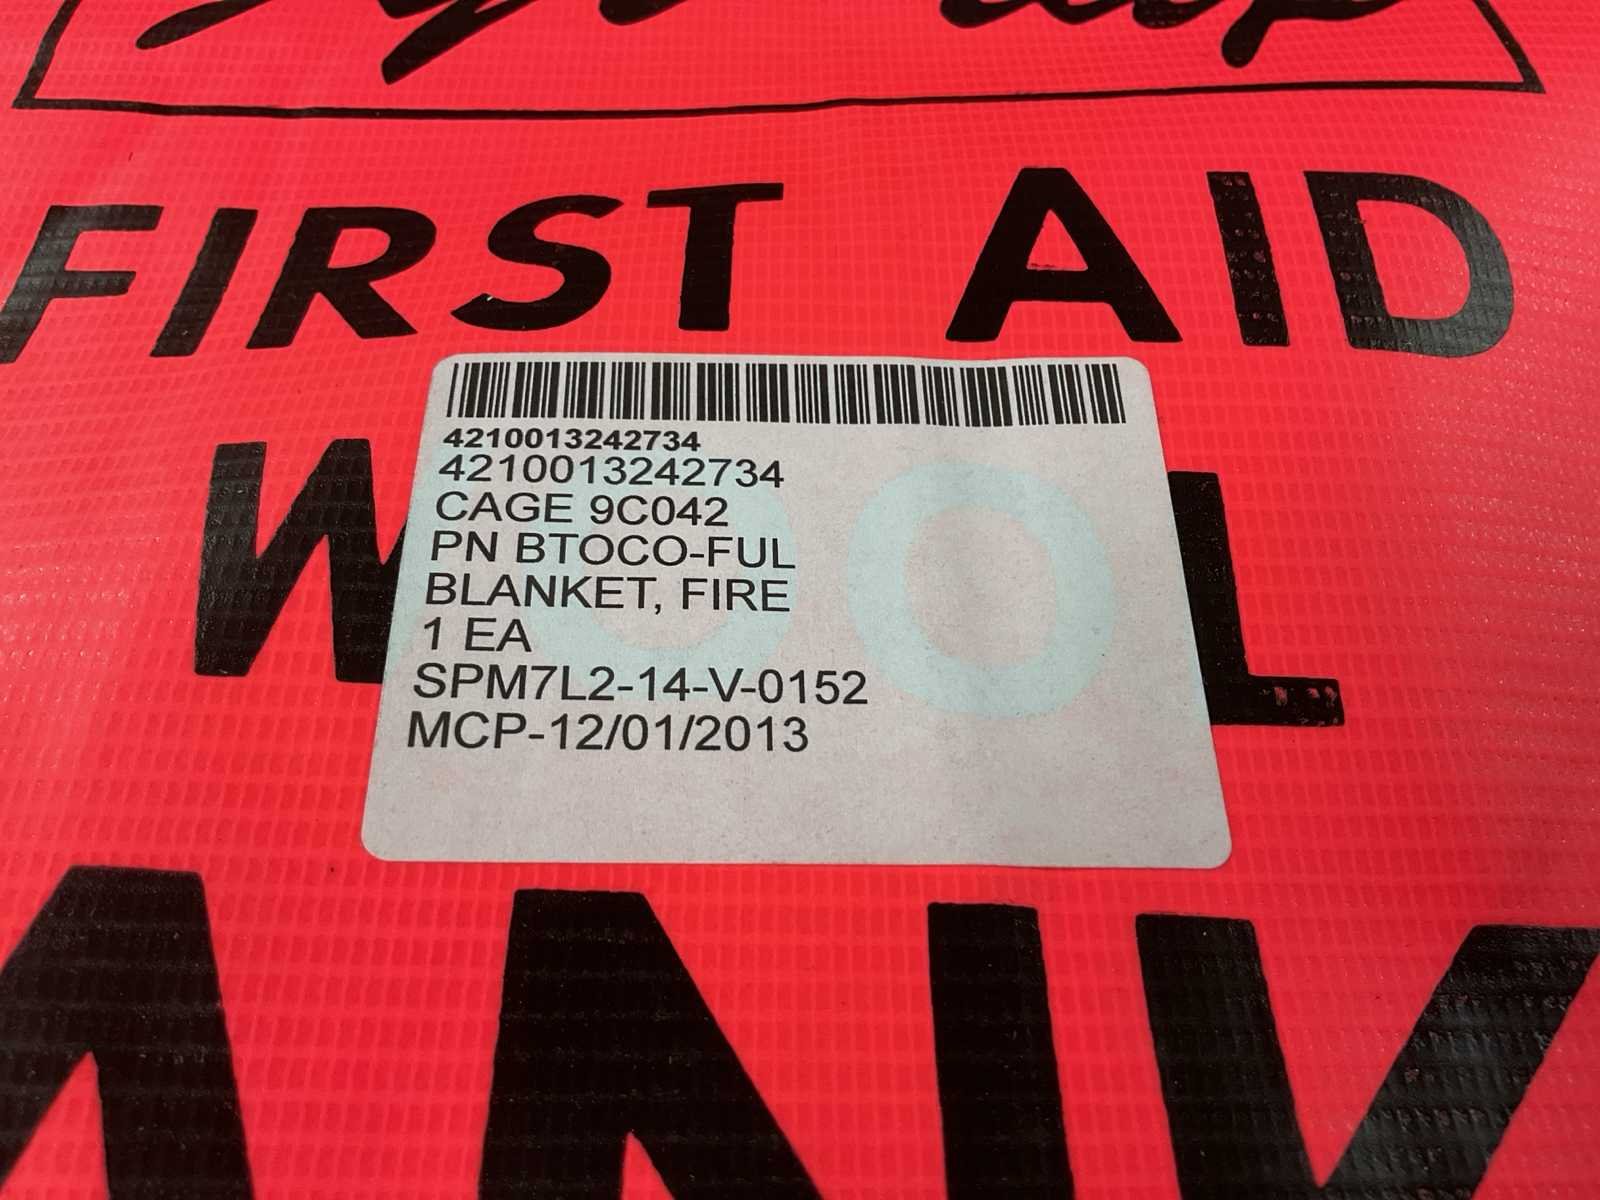 FIRST AID
WOOL
4210013242734
4210013242734
CAGE 9C042
PN BTOCO-FUL
BLANKET, FIRE
1 EA
SPM7L2-14-V-0152
MCP-12/01/2013